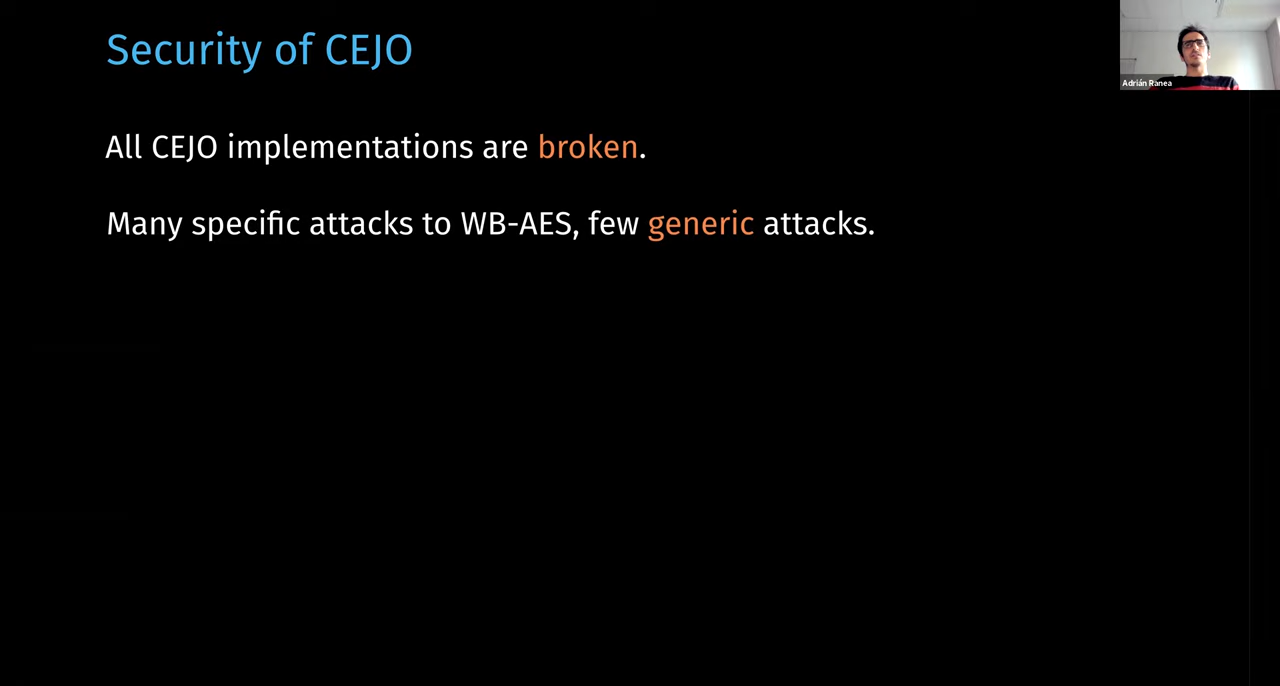 Security of CEJO
Adrián Ranea
All CEJO implementations are broken.
Many specific attacks to WB-AES, few generic attacks.